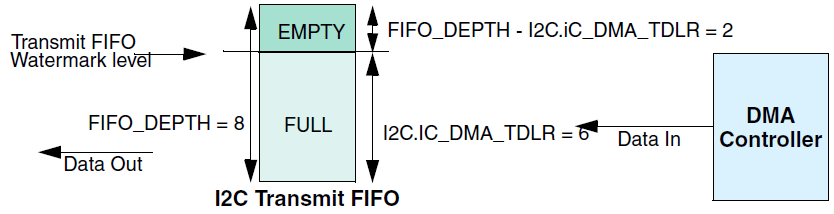 EMPTY
FIFO_DEPTH - I2C.iC_DMA_TDLR = 2
Transmit FIFO
Watermark level
FIFO_DEPTH = 8
FULL
I2C.IC_DMA_TDLR = 6
Data In
DMA
Controller
Data Out
I2C Transmit FIFO